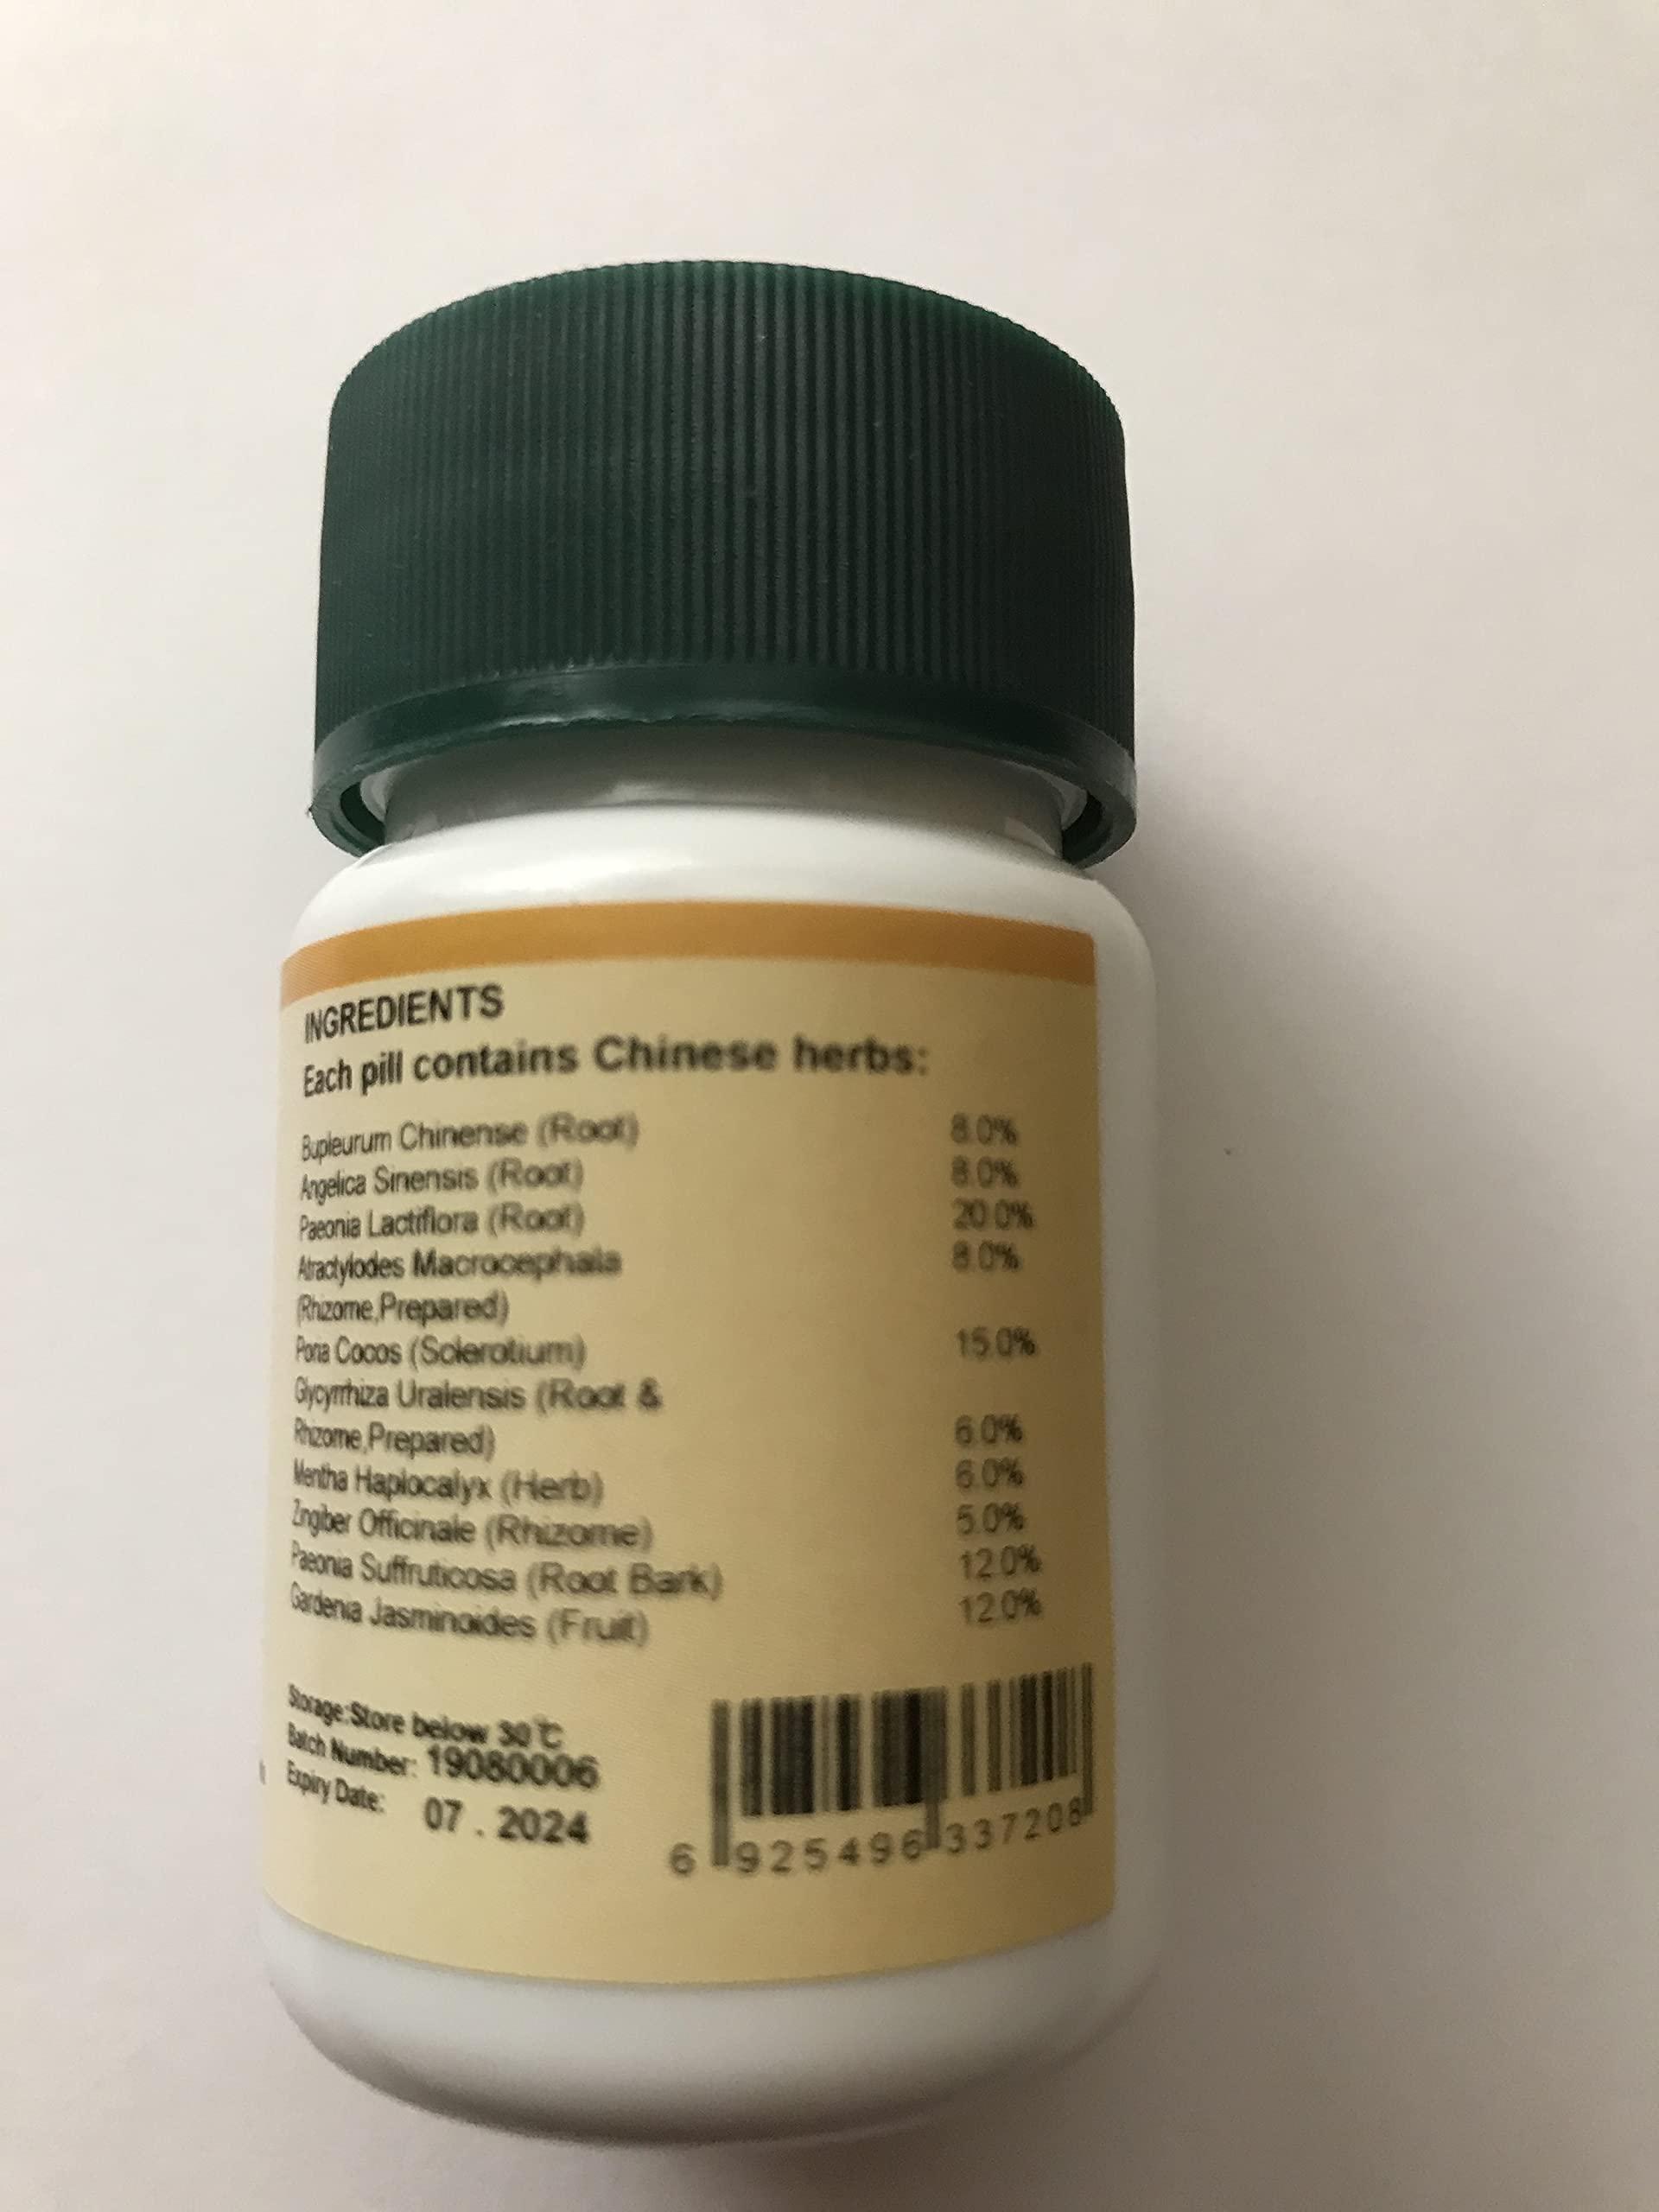 INGREDIENTS
Each pill contains Chinese herbs:
Bupleurum Chinense (Root) 8.0%
Angelica Sinensis (Root) 8.0%
Paeonia Lactiflora (Root) 20.0%
Atractylodes Macrocephala 8.0%
(Rhizome,Prepared)
Poria Cocos (Sclerotium) 15.0%
Glycyrrhiza Uralensis (Root &
Rhizome,Prepared) 6.0%
Mentha Haplocalyx (Herb) 6.0%
Zingiber Officinale (Rhizome) 5.0%
Paeonia Suffruticosa (Root Bark) 12.0%
Gardenia Jasminoides (Fruit) 12.0%
Storage:Store below 30℃
Batch Number: 19080006
Expiry Date: 07 . 2024
6 925496 337208